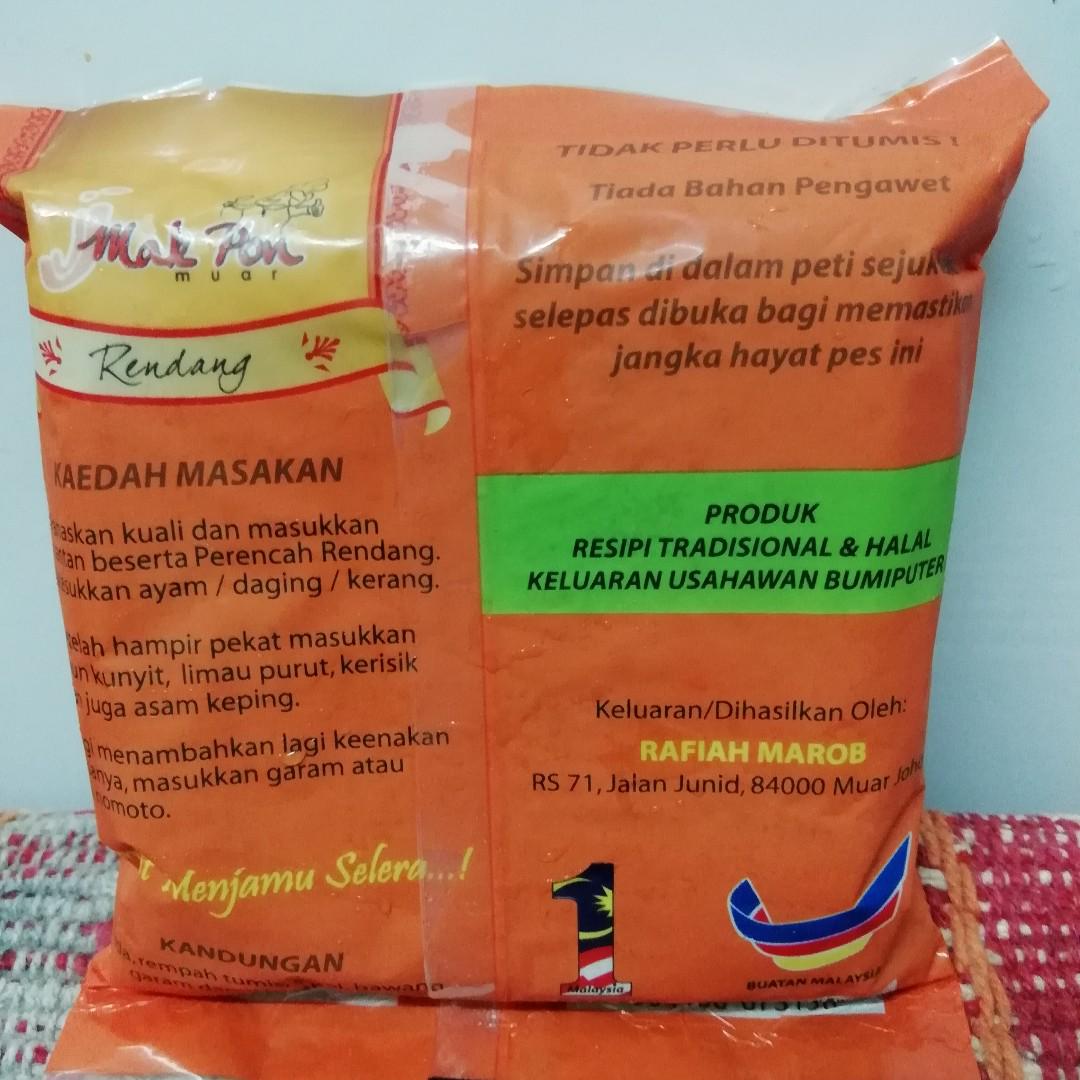 Mak Pon
muar
Rendang
KAEDAH MASAKAN
kuali dan masukkan
beserta Perencah Rendang.
ayam / daging / kerang.
hampir pekat masukkan
kunyit, limau purut, kerisik
juga asam keping.
menambahkan lagi keenakan
masukkan garam atau
Menjamu Selera...!
KANDUNGAN
rempah
TIDAK PERLU DITUMIS !
Tiada Bahan Pengawet
Simpan di dalam peti sejuk
selepas dibuka bagi memastikan
jangka hayat pes ini
PRODUK
RESIPI TRADISIONAL & HALAL
KELUARAN USAHAWAN BUMIPUTER
Keluaran/Dihasilkan Oleh:
RAFIAH MAROB
RS 71, Jalan Junid, 84000 Muar Joho
1
Malaysia
BUATAN MALAYSIA